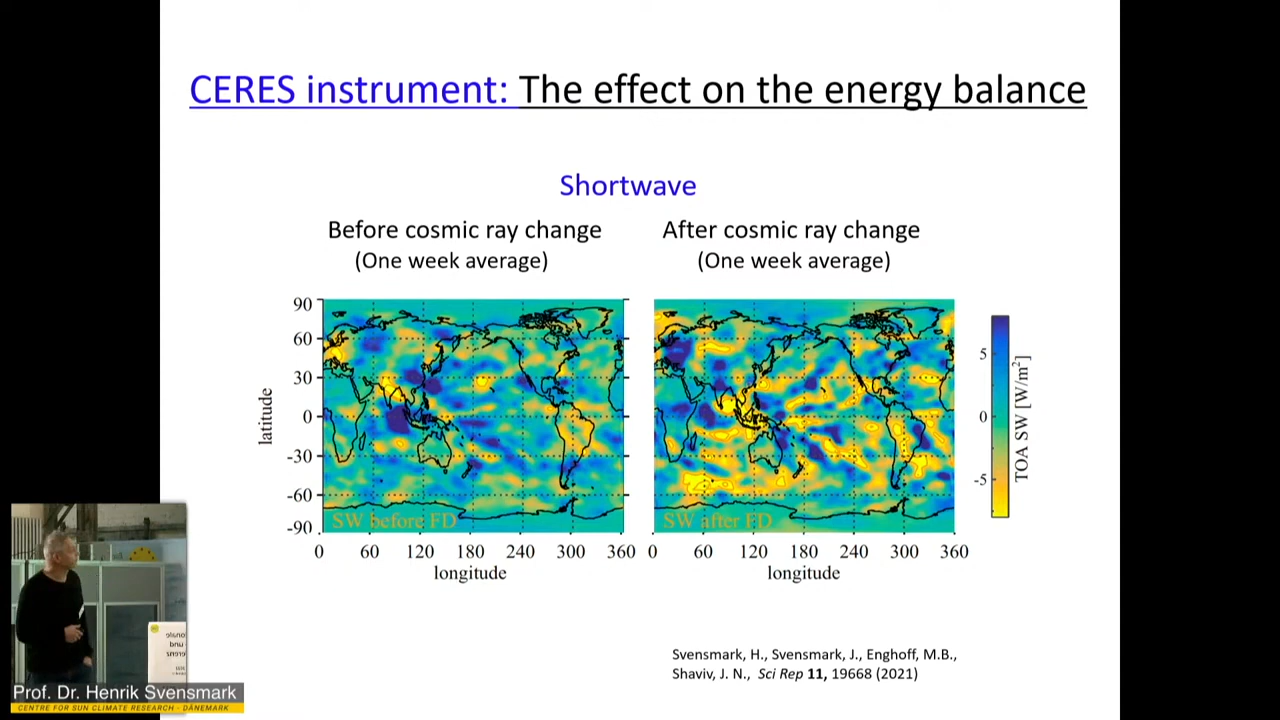 CERES instrument: The effect on the energy balance
Shortwave
Before cosmic ray change
(One week average)
After cosmic ray change
(One week average)
90
60
30
0
-30
-60
-90
latitude
SW before FD
0 60 120 180 240 300 360
longitude
SW after FD
0 60 120 180 240 300 360
longitude
5
0
-5
TOA SW [W/m²]
Svensmark, H., Svensmark, J., Enghoff, M.B.,
Shaviv, J. N., Sci Rep 11, 19668 (2021)
Prof. Dr. Henrik Svensmark
CENTRE FOR SUN CLIMATE RESEARCH - DÄNEMARK